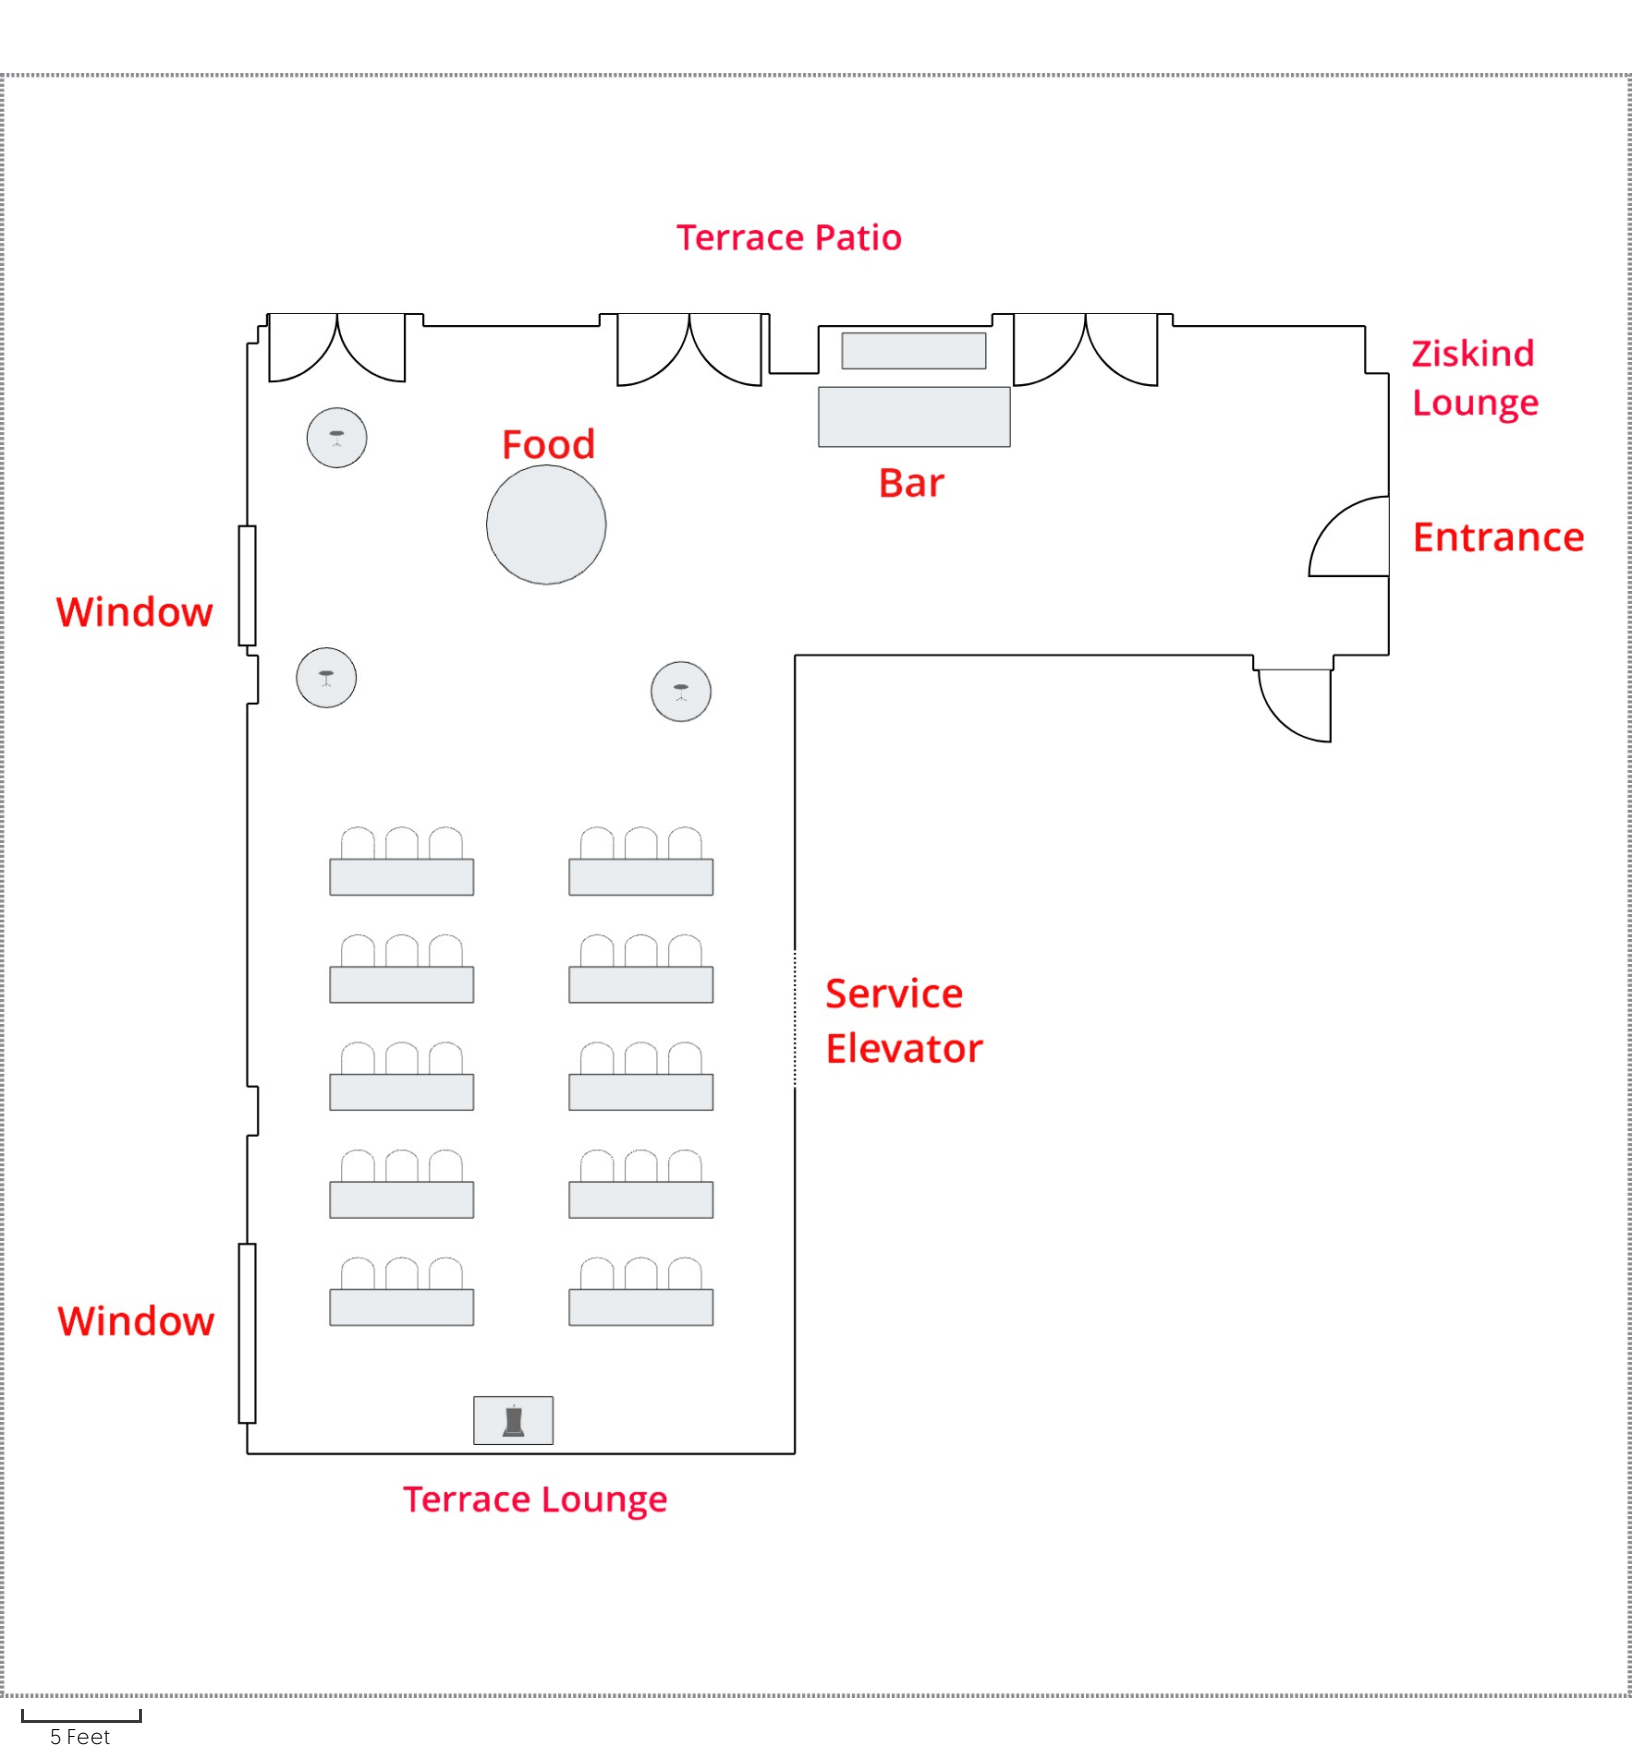 Terrace Patio
Ziskind
Lounge
Food
Bar
Entrance
Window
Service
Elevator
Window
Terrace Lounge
5 Feet